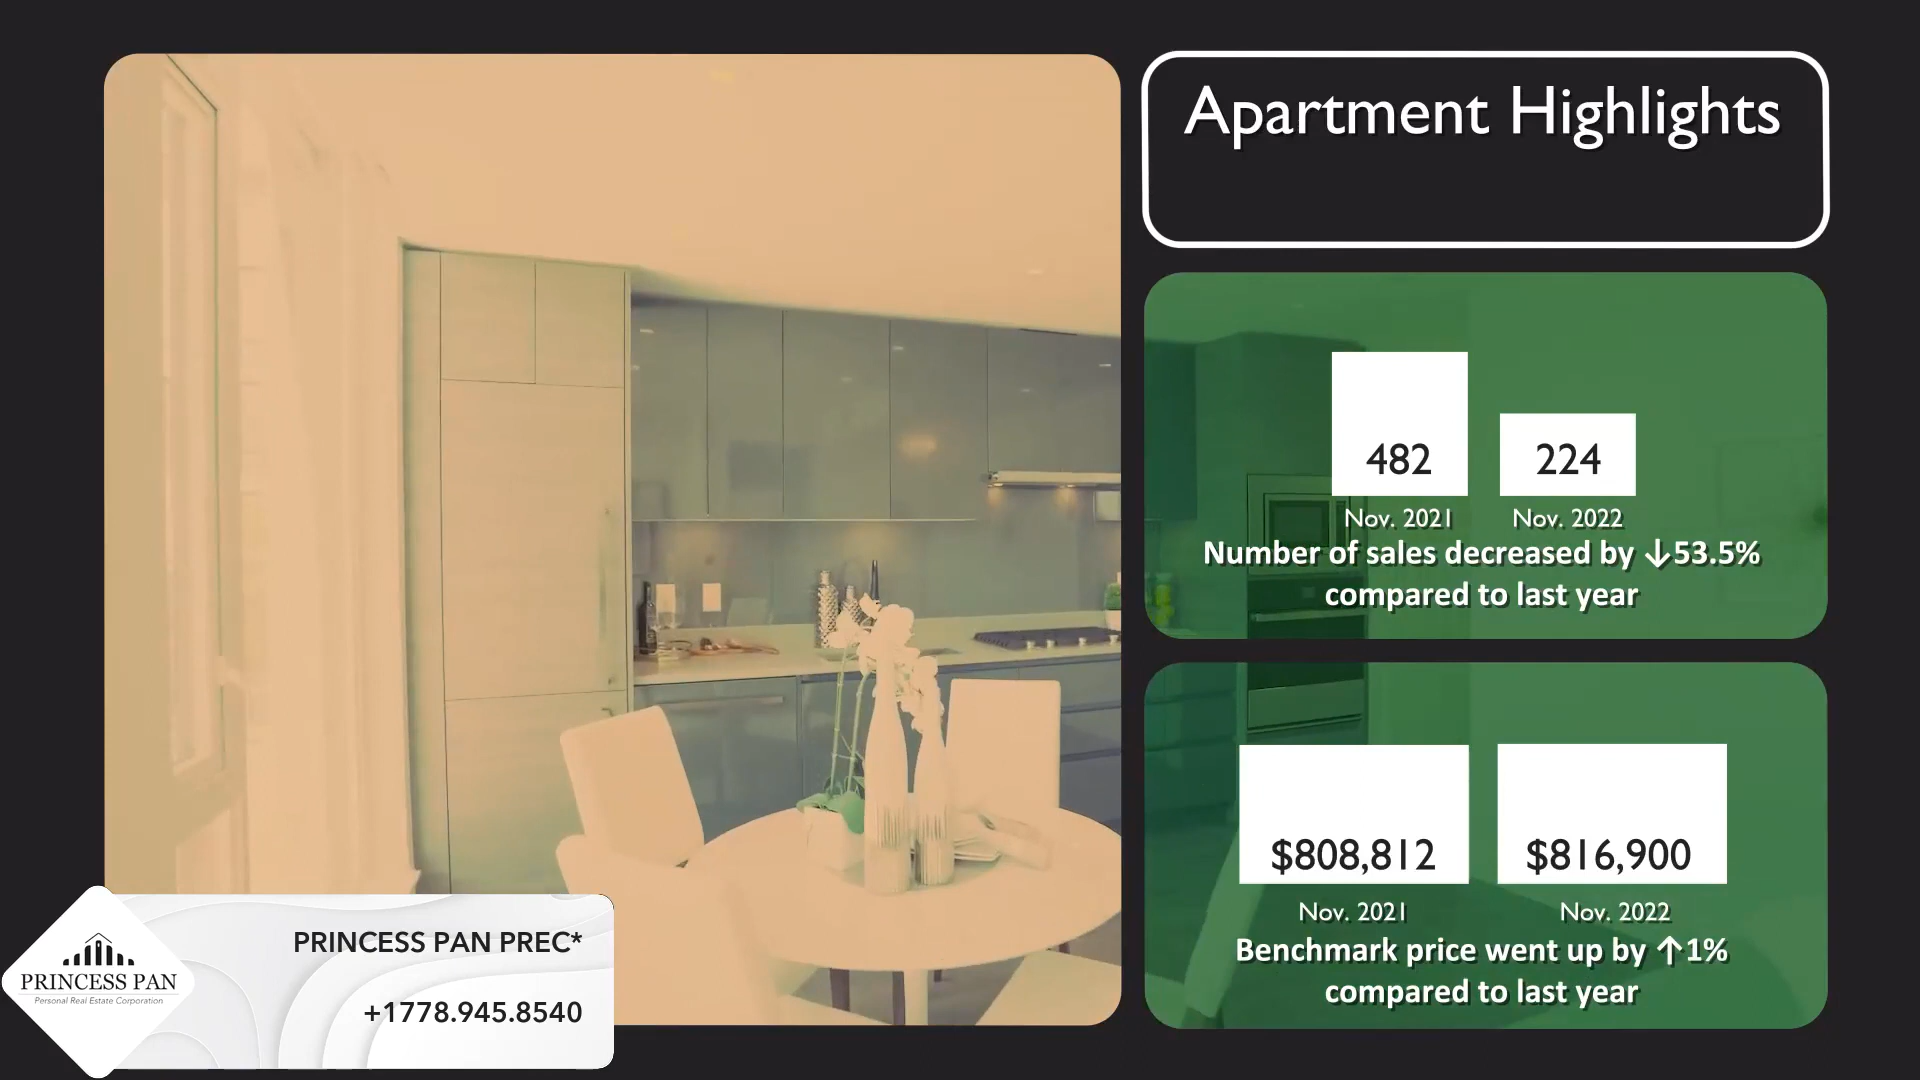 Apartment Highlights
482
224
Nov. 2021
Nov. 2022
Number of sales decreased by ↓53.5%
compared to last year
$808,812
$816,900
Nov. 2021
Nov. 2022
Benchmark price went up by ↑1%
compared to last year
PRINCESS PAN
Personal Real Estate Corporation
PRINCESS PAN PREC*
+1778.945.8540